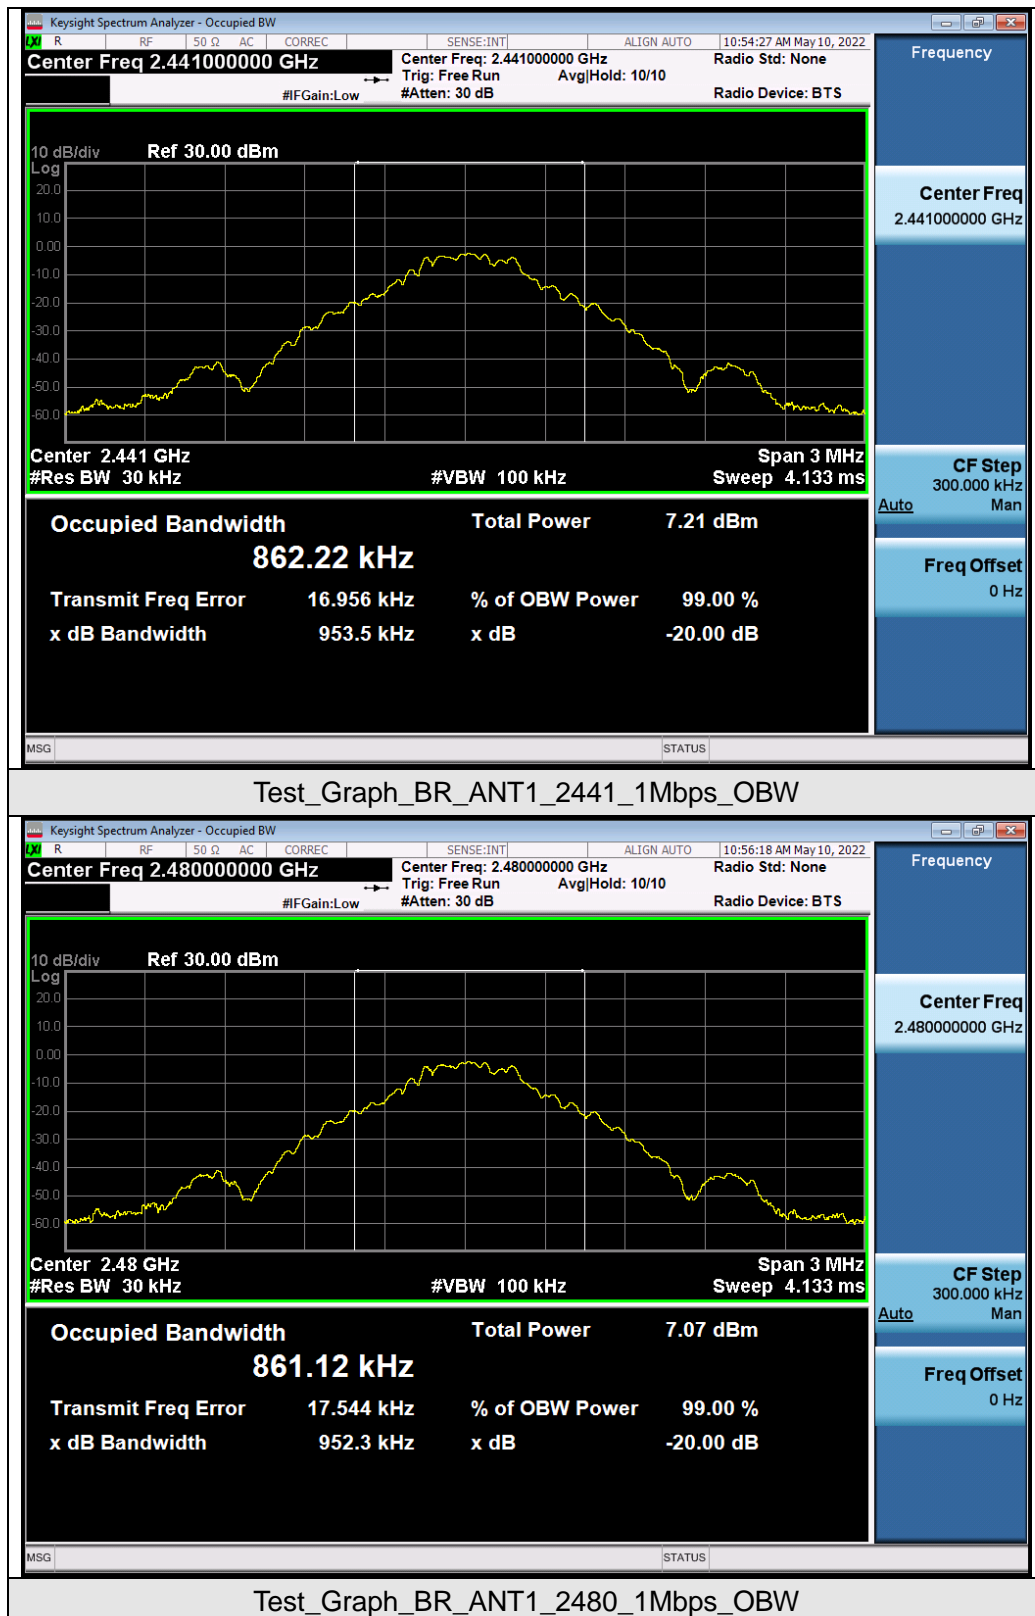 Keysight Spectrum Analyzer - Occupied BW
LXI R RF 50 Ω AC CORREC SENSE:INT ALIGN AUTO 10:54:27 AM May 10, 2022
Center Freq 2.441000000 GHz Center Freq: 2.441000000 GHz Radio Std: None
Trig: Free Run Avg|Hold: 10/10
#IFGain:Low #Atten: 30 dB Radio Device: BTS
Frequency
10 dB/div Ref 30.00 dBm
Log
20.0
10.0
0.00
-10.0
-20.0
-30.0
-40.0
-50.0
-60.0
Center 2.441 GHz Span 3 MHz
#Res BW 30 kHz #VBW 100 kHz Sweep 4.133 ms
Center Freq
2.441000000 GHz
CF Step
300.000 kHz
Auto Man
Freq Offset
0 Hz
Occupied Bandwidth Total Power 7.21 dBm
862.22 kHz
Transmit Freq Error 16.956 kHz % of OBW Power 99.00 %
x dB Bandwidth 953.5 kHz x dB -20.00 dB
MSG STATUS
Test_Graph_BR_ANT1_2441_1Mbps_OBW
Keysight Spectrum Analyzer - Occupied BW
LXI R RF 50 Ω AC CORREC SENSE:INT ALIGN AUTO 10:56:18 AM May 10, 2022
Center Freq 2.480000000 GHz Center Freq: 2.480000000 GHz Radio Std: None
Trig: Free Run Avg|Hold: 10/10
#IFGain:Low #Atten: 30 dB Radio Device: BTS
Frequency
10 dB/div Ref 30.00 dBm
Log
20.0
10.0
0.00
-10.0
-20.0
-30.0
-40.0
-50.0
-60.0
Center 2.48 GHz Span 3 MHz
#Res BW 30 kHz #VBW 100 kHz Sweep 4.133 ms
Center Freq
2.480000000 GHz
CF Step
300.000 kHz
Auto Man
Freq Offset
0 Hz
Occupied Bandwidth Total Power 7.07 dBm
861.12 kHz
Transmit Freq Error 17.544 kHz % of OBW Power 99.00 %
x dB Bandwidth 952.3 kHz x dB -20.00 dB
MSG STATUS
Test_Graph_BR_ANT1_2480_1Mbps_OBW